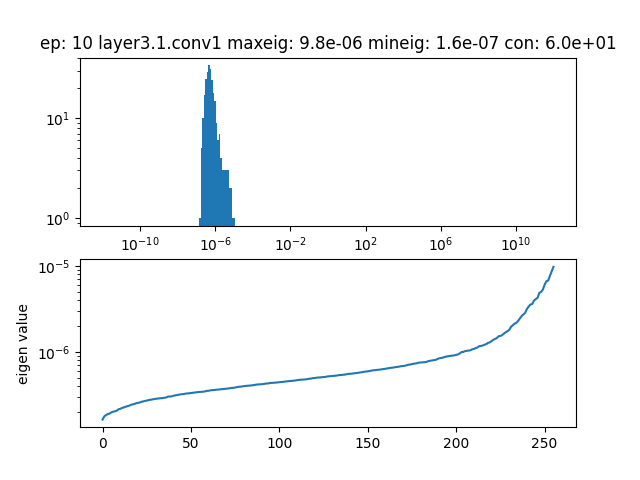 ep: 10 layer3.1.conv1 maxeig: 9.8e-06 mineig: 1.6e-07 con: 6.0e+01
10¹
10⁰
10⁻¹⁰ 10⁻⁶ 10⁻² 10² 10⁶ 10¹⁰
10⁻⁵
10⁻⁶
eigen value
0 50 100 150 200 250